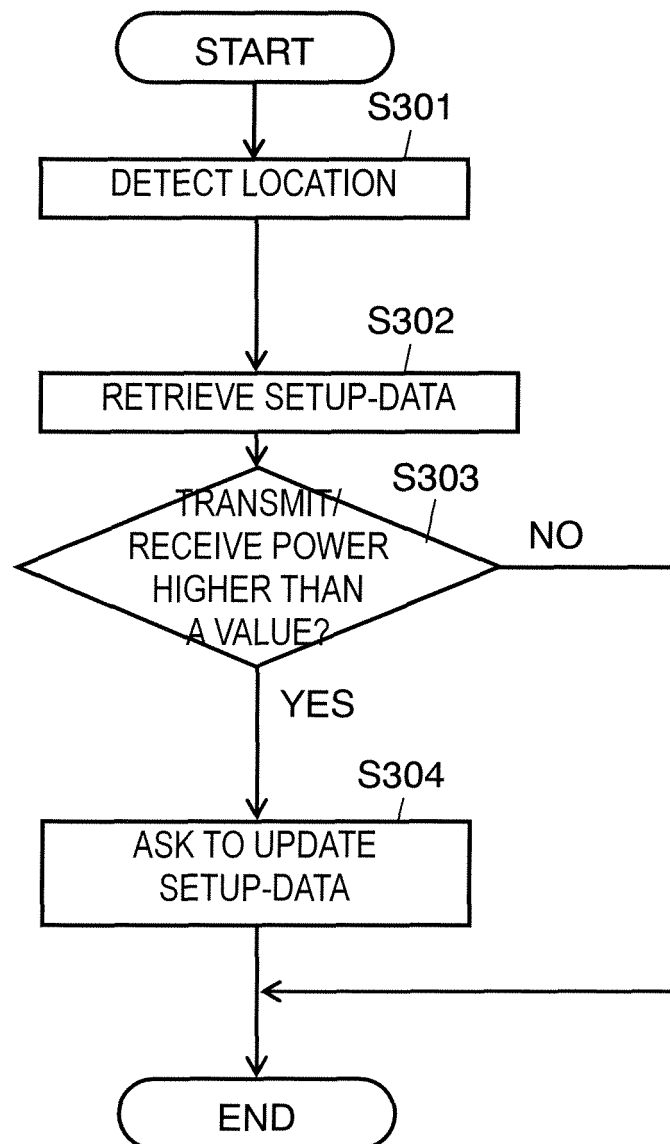 START
S301
DETECT LOCATION
S302
RETRIEVE SETUP-DATA
S303
TRANSMIT/
RECEIVE POWER
HIGHER THAN
A VALUE?
NO
YES
S304
ASK TO UPDATE
SETUP-DATA
END